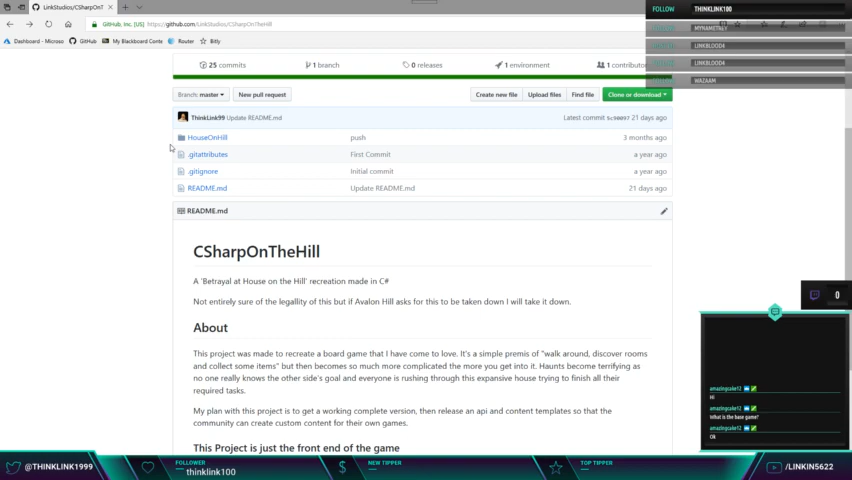 LinkStudios/CSharpOnT
GitHub, Inc. [US] https://github.com/LinkStudios/CSharpOnTheHill
Dashboard - Microso GitHub My Blackboard Conte Router Bitly
FOLLOW THINKLINK100
MYNAMETREY
LINKBLOOD4
LINKBLOOD4
WAZAAM
25 commits 1 branch 0 releases 1 environment 1 contributor
Branch: master New pull request Create new file Upload files Find file Clone or download
ThinkLink99 Update README.md Latest commit 5c98097 21 days ago
HouseOnHill push 3 months ago
.gitattributes First Commit a year ago
.gitignore Initial commit a year ago
README.md Update README.md 21 days ago
README.md
CSharpOnTheHill
A 'Betrayal at House on the Hill' recreation made in C#
Not entirely sure of the legallity of this but if Avalon Hill asks for this to be taken down I will take it down.
About
This project was made to recreate a board game that I have come to love. It's a simple premis of "walk around, discover rooms
and collect some items" but then becomes so much more complicated the more you get into it. Haunts become terrifying as
no one really knows the other side's goal and everyone is rushing through this expansive house trying to finish all their
required tasks.
My plan with this project is to get a working complete version, then release an api and content templates so that the
community can create custom content for their own games.
This Project is just the front end of the game
0
amazingcake12
Hi
amazingcake12
What is the base game?
amazingcake12
Ok
@THINKLINK1999 FOLLOWER thinklink100 NEW TIPPER TOP TIPPER /LINKIN5622